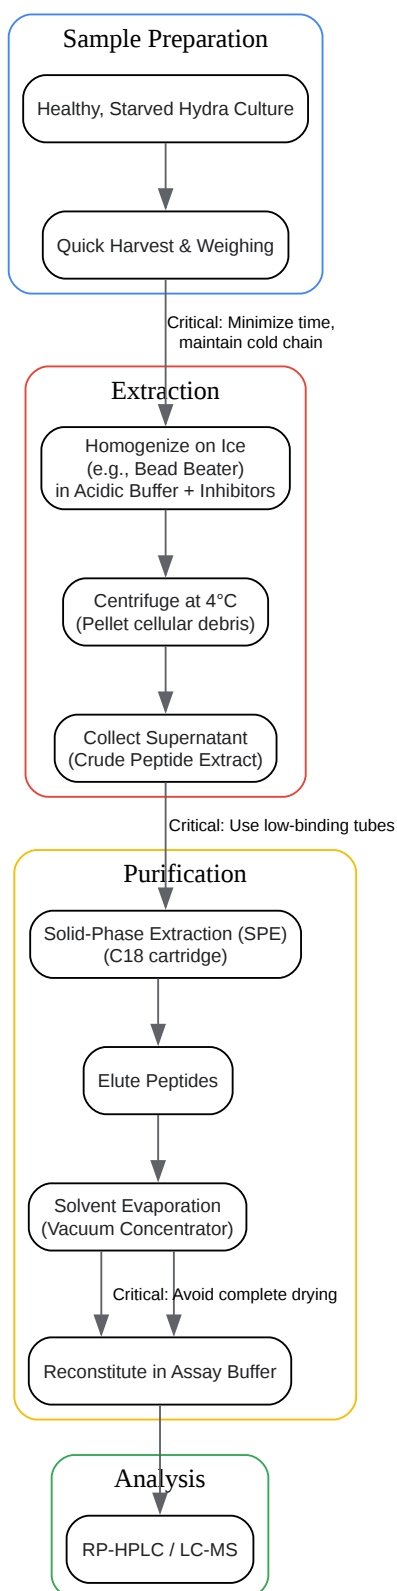 Sample Preparation
Healthy, Starved Hydra Culture
Quick Harvest & Weighing
Critical: Minimize time,
maintain cold chain
Extraction
Homogenize on Ice
(e.g., Bead Beater)
in Acidic Buffer + Inhibitors
Centrifuge at 4°C
(Pellet cellular debris)
Collect Supernatant
(Crude Peptide Extract)
Critical: Use low-binding tubes
Purification
Solid-Phase Extraction (SPE)
(C18 cartridge)
Elute Peptides
Solvent Evaporation
(Vacuum Concentrator)
Critical: Avoid complete drying
Reconstitute in Assay Buffer
Analysis
RP-HPLC / LC-MS